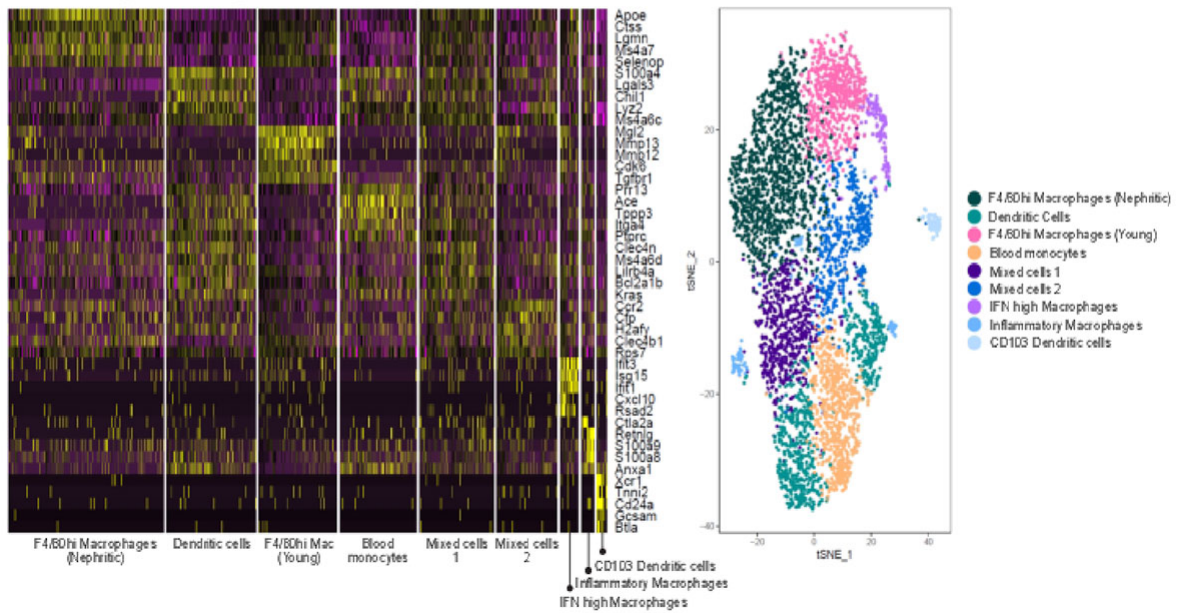 Apoe
Ctss
Lgmn
Ms4a7
Selenop
S100a4
Lgals3
Chil1
Lyz2
Ms4a6c
Mgl2
Mmp13
Mmp12
Cdk6
Tgfbr1
Prr13
Ace
Tppp3
Itga4
Ptprc
Clec4n
Ms4a6d
Lilrb4a
Bcl2a1b
Kras
Ccr2
Cfp
H2afy
Clec4b1
Rps7
Ifit3
Isg15
Ifit1
Cxcl10
Rsad2
Ctla2a
Retnlg
S100a9
S100a8
Anxa1
Xcr1
Tnni2
Cd24a
Gcsam
Btla
F4/80hi Macrophages
(Nephritic)
Dendritic cells
F4/80hi Mac
(Young)
Blood
monocytes
Mixed cells
1
Mixed cells
2
CD103 Dendritic cells
Inflammatory Macrophages
IFN high Macrophages
tSNE_2
20
0
-20
-40
-20
0
20
40
tSNE_1
F4/80hi Macrophages (Nephritic)
Dendritic Cells
F4/80hi Macrophages (Young)
Blood monocytes
Mixed cells 1
Mixed cells 2
IFN high Macrophages
Inflammatory Macrophages
CD103 Dendritic cells